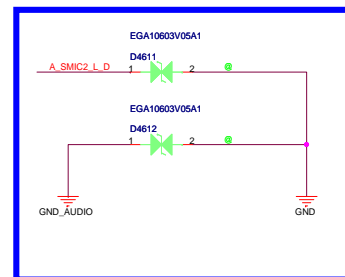 EGA10603V05A1
D4611
A_SMIC2_L_D 1 2 @
EGA10603V05A1
D4612
1 2 @
GND_AUDIO GND